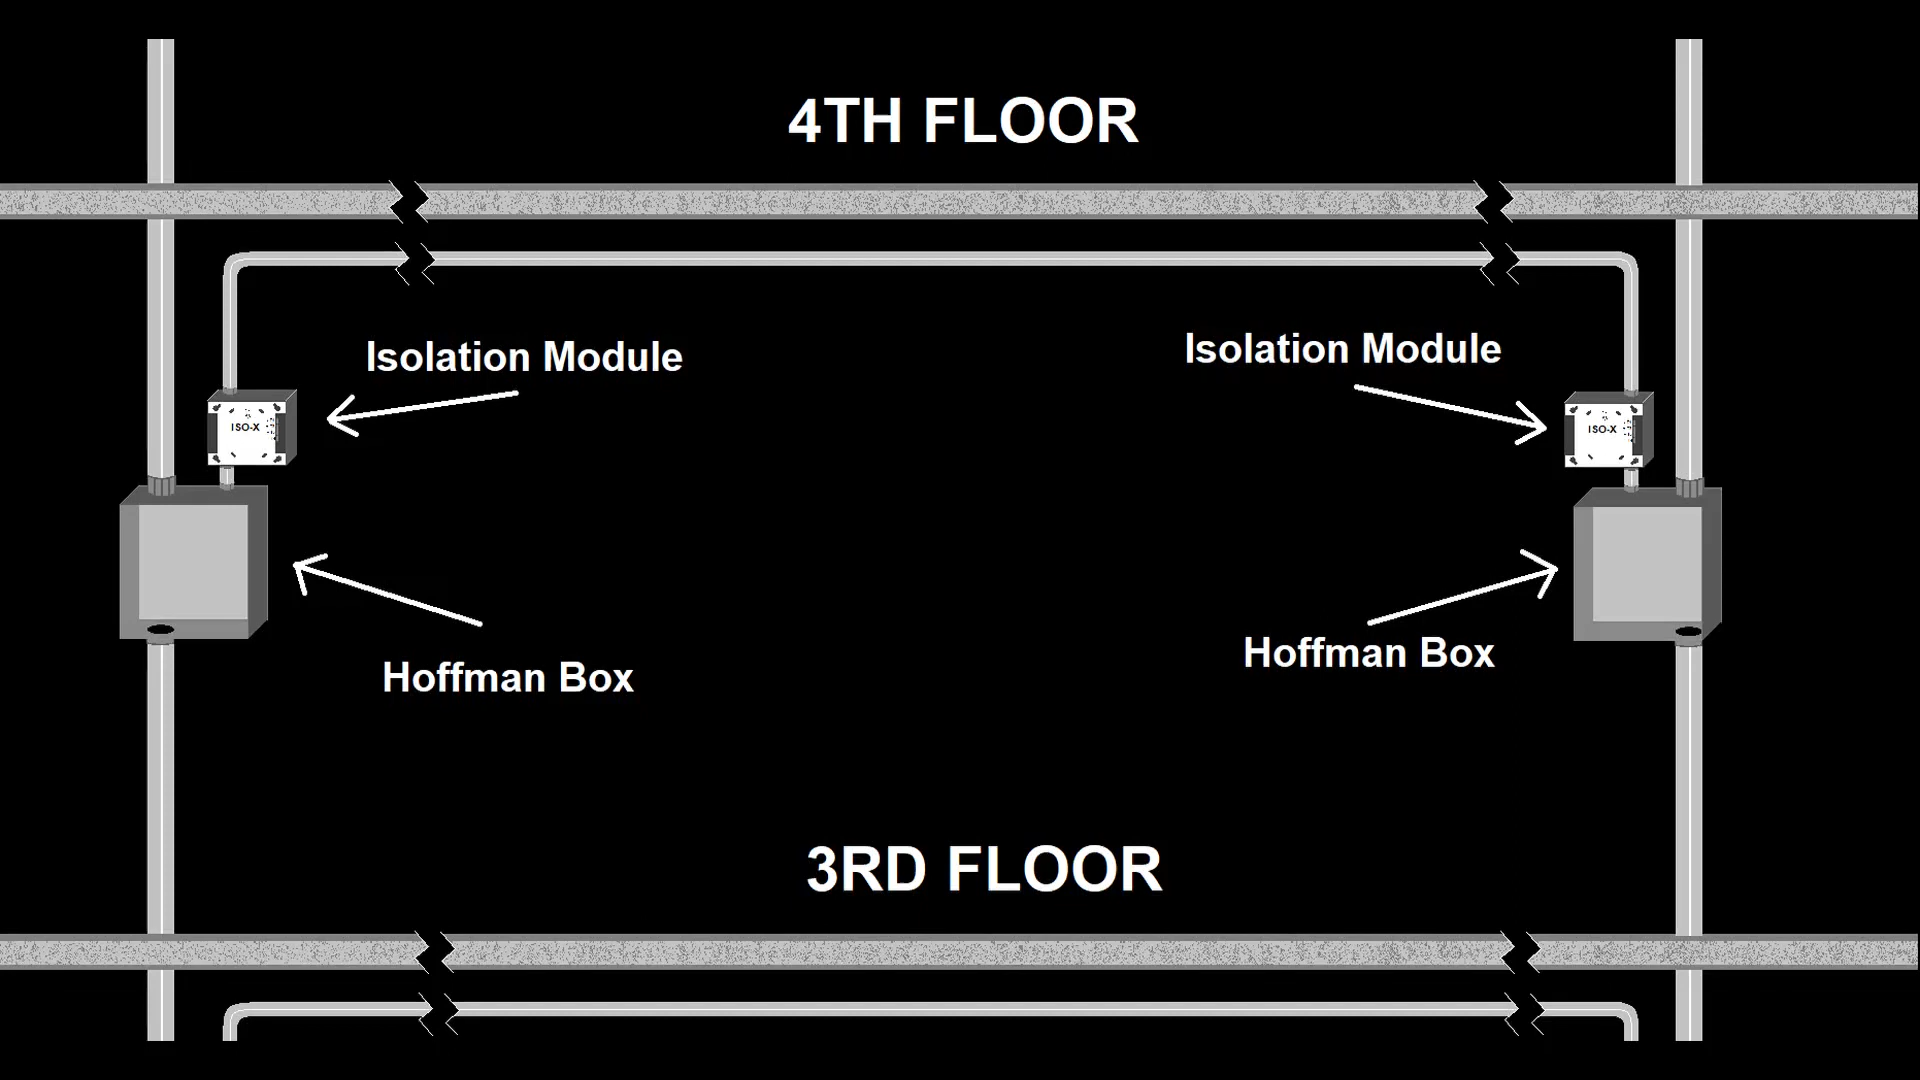 4TH FLOOR
Isolation Module
Isolation Module
ISO-X
ISO-X
Hoffman Box
Hoffman Box
3RD FLOOR